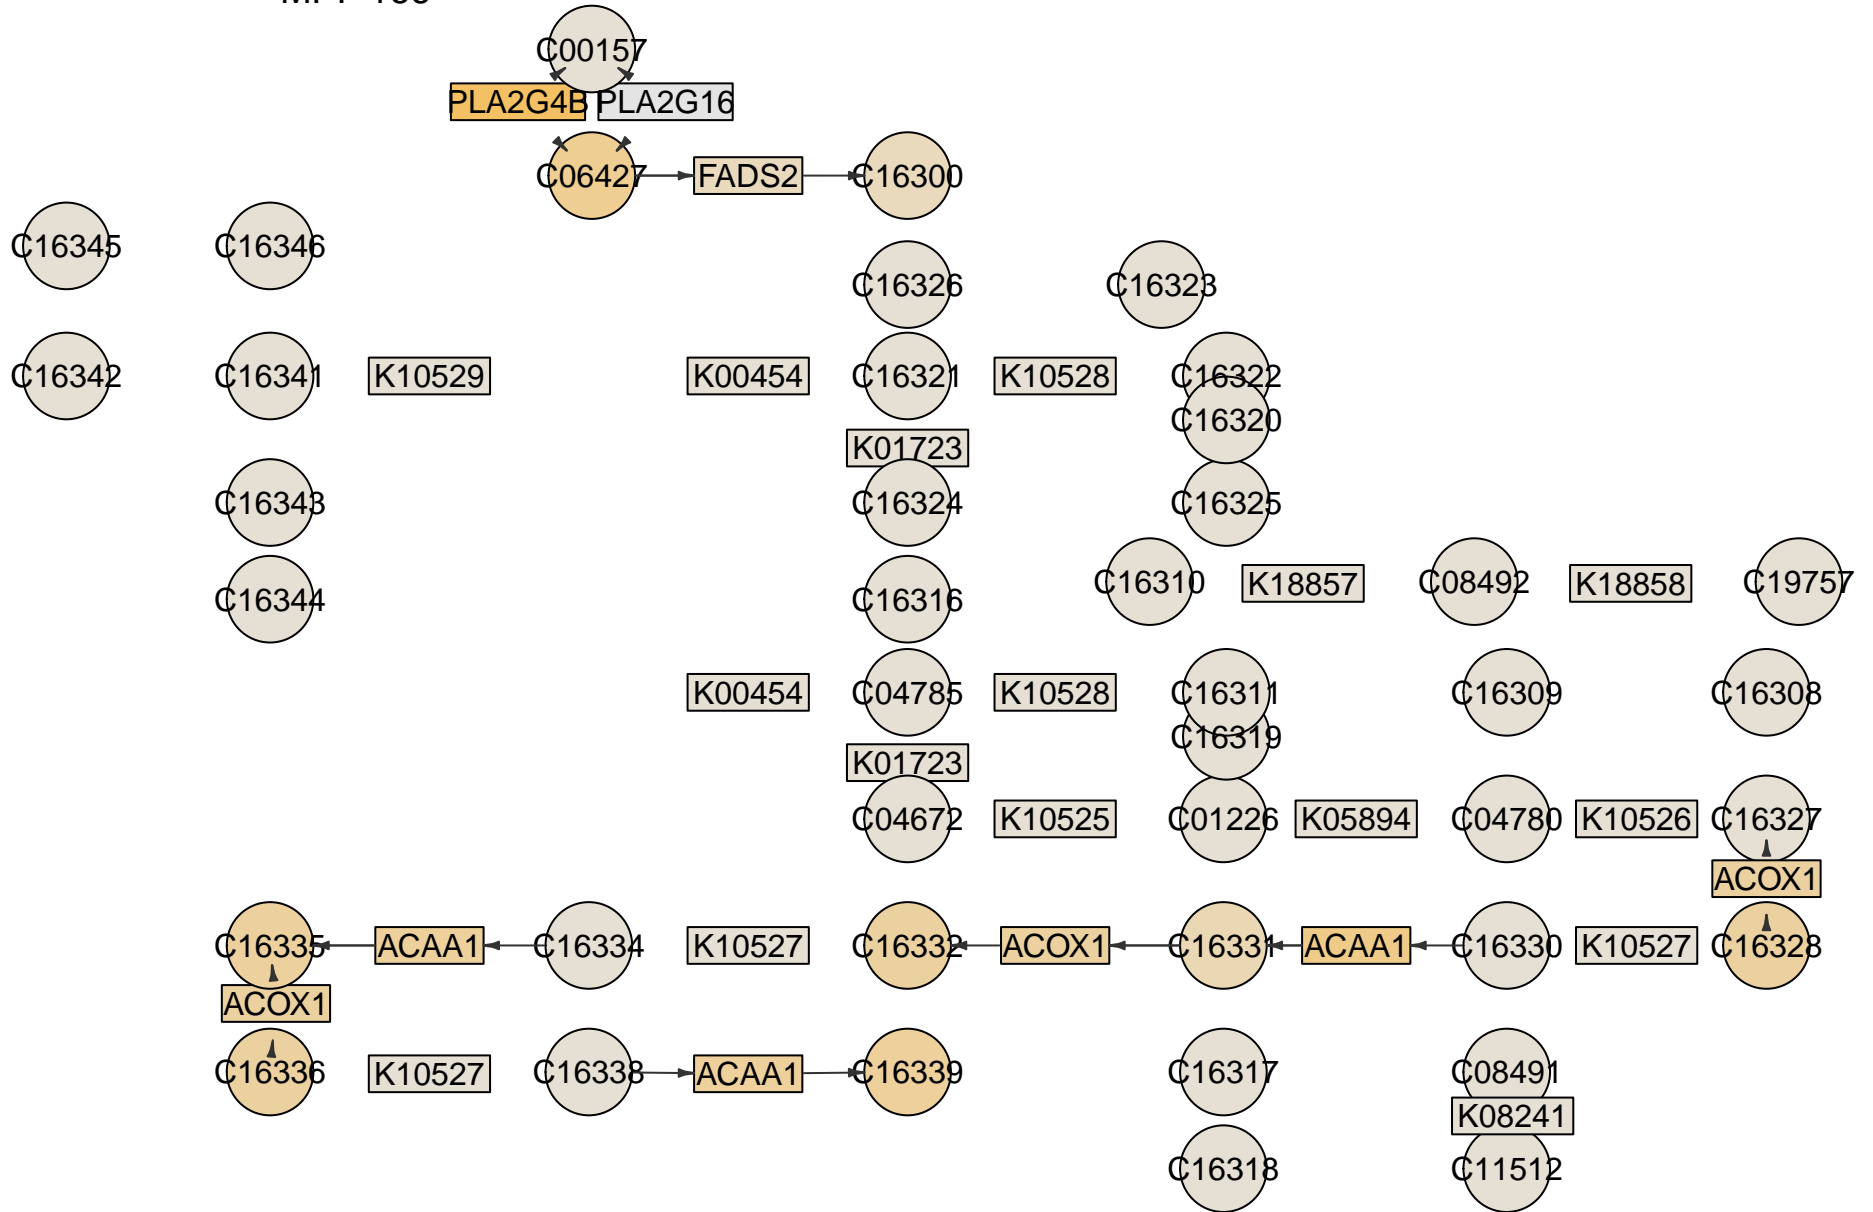 C00157
PLA2G4B PLA2G16
C06427 FADS2 C16300
C16345 C16346
C16326 C16323
C16342 C16341 K10529 K00454 C16321 K10528 C16322
C16320
K01723
C16343 C16324 C16325
C16310 K18857 C08492 K18858 C19757
C16344 C16316
K00454 C04785 K10528 C16311 C16309 C16308
C16319
K01723
C04672 K10525 C01226 K05894 C04780 K10526 C16327
ACOX1
C16335 ACAA1 C16334 K10527 C16332 ACOX1 C16331 ACAA1 C16330 K10527 C16328
ACOX1
C16336 K10527 C16338 ACAA1 C16339 C16317 C08491
K08241
C16318 C11512